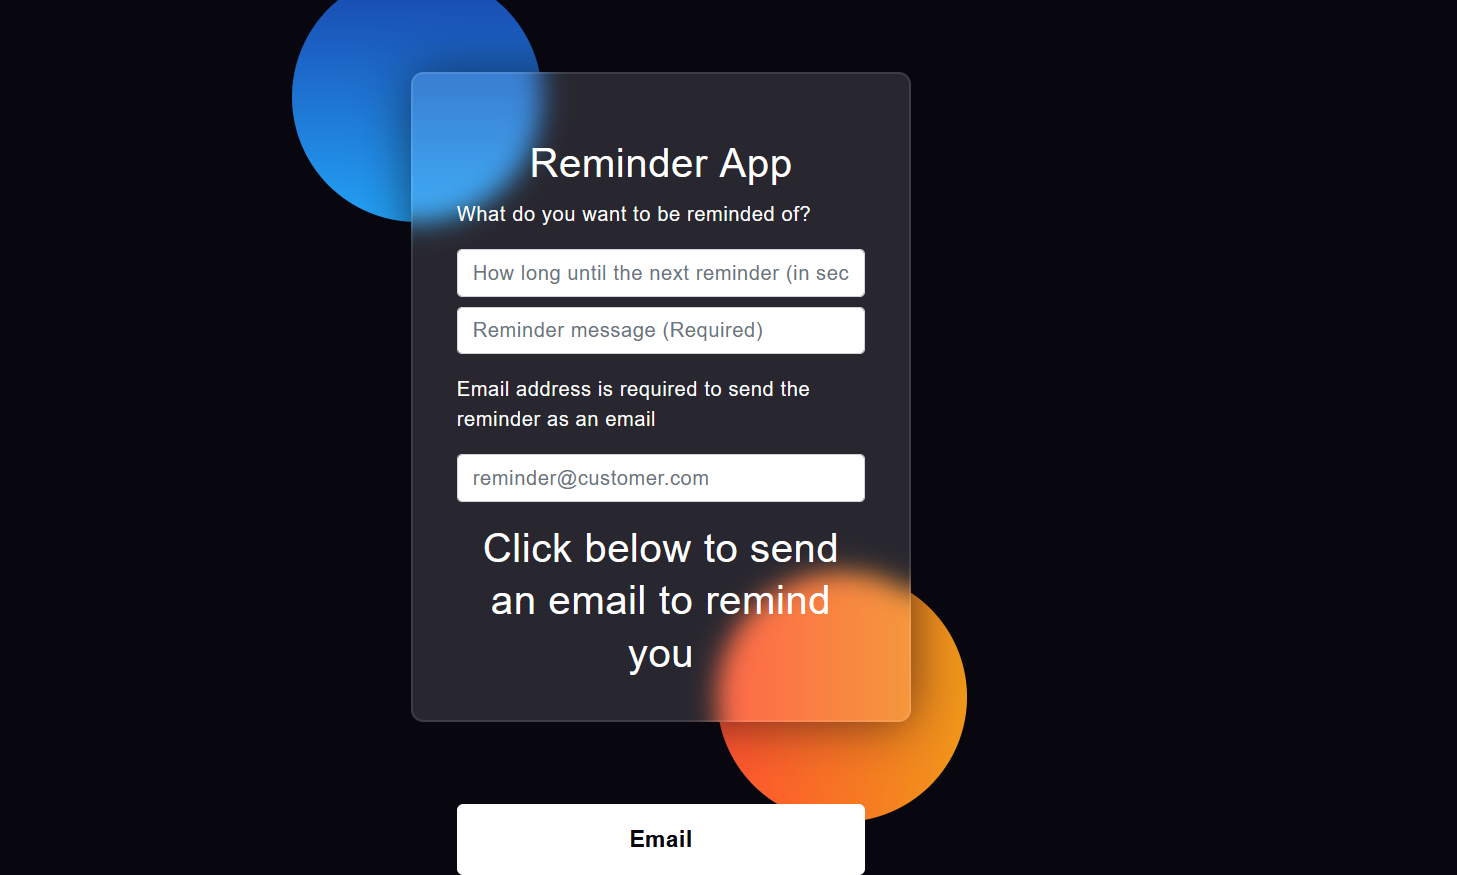 Reminder App
What do you want to be reminded of?
How long until the next reminder (in sec
Reminder message (Required)
Email address is required to send the
reminder as an email
reminder@customer.com
Click below to send
an email to remind
you
Email